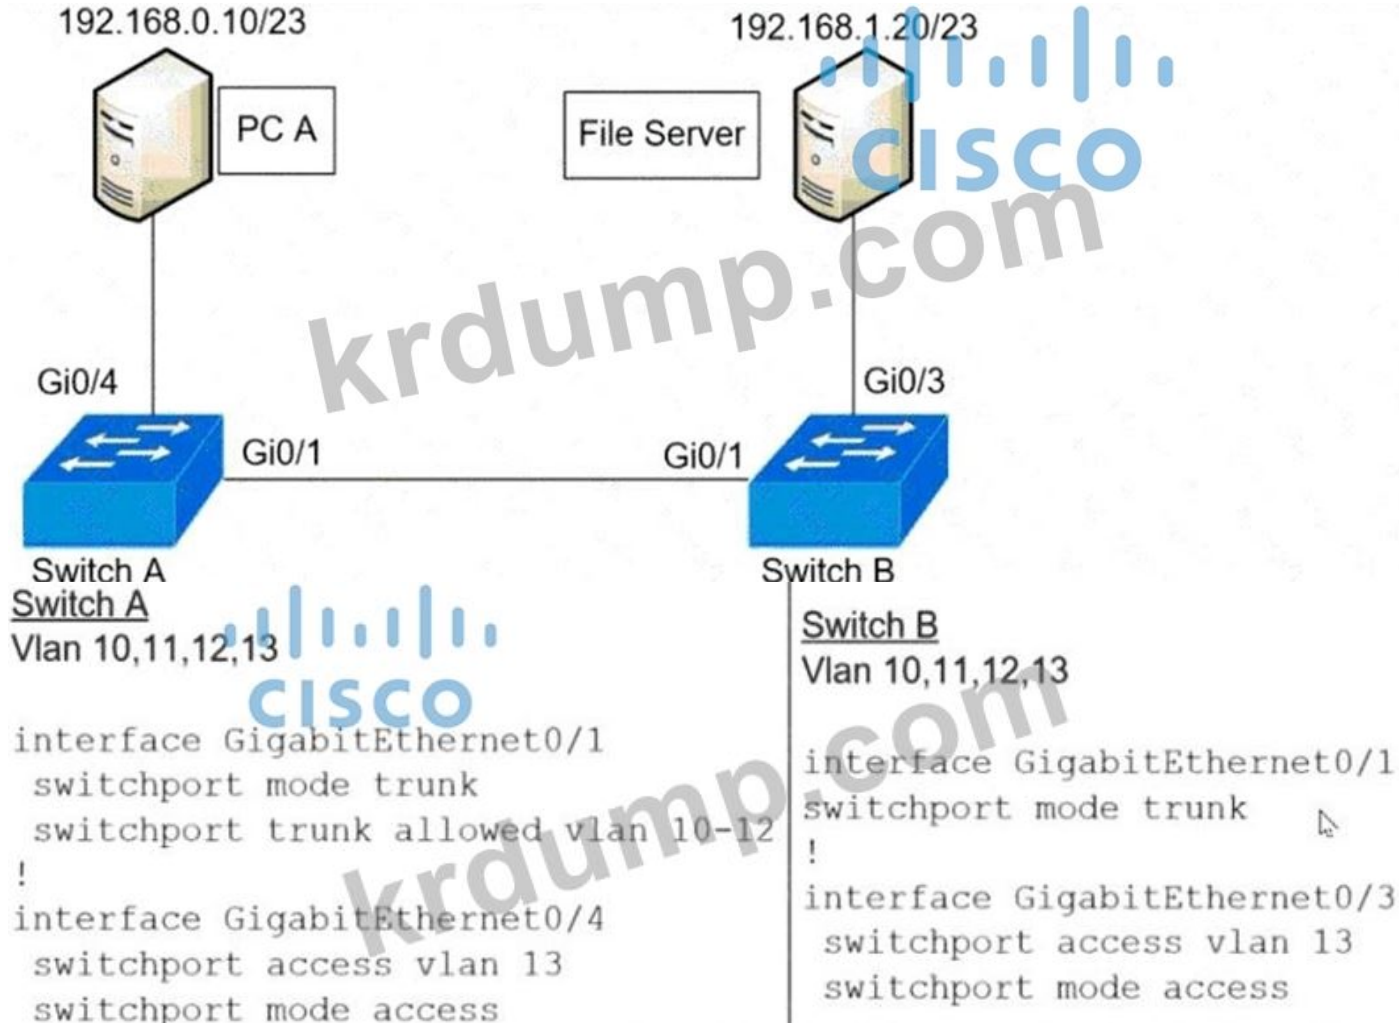 192.168.0.10/23
192.168.1.20/23
PC A
File Server
CISCO
krdump.com
Gi0/4
Gi0/3
Gi0/1
Gi0/1
Switch A
Switch B
Switch A
Vlan 10,11,12,13
CISCO
interface GigabitEthernet0/1
switchport mode trunk
switchport trunk allowed vlan 10-12
!
interface GigabitEthernet0/4
switchport access vlan 13
switchport mode access
Switch B
Vlan 10,11,12,13
krdump.com
interface GigabitEthernet0/1
switchport mode trunk
!
interface GigabitEthernet0/3
switchport access vlan 13
switchport mode access